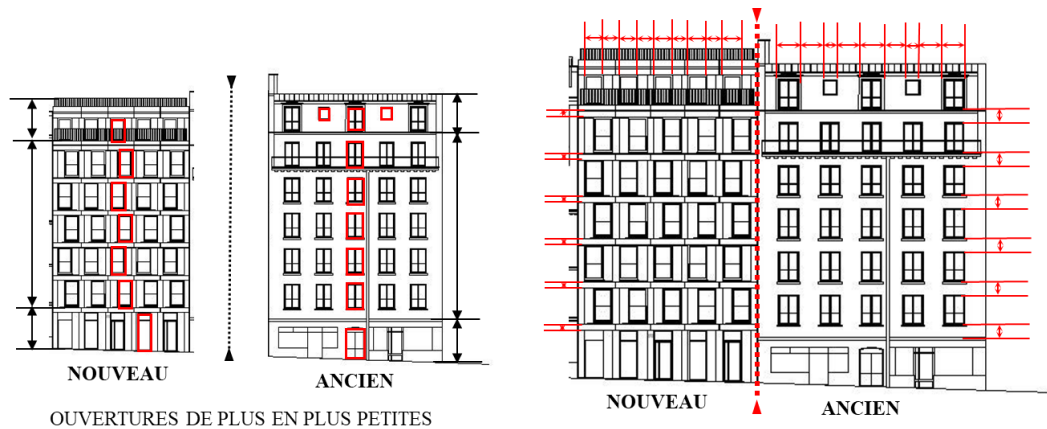 NOUVEAU
ANCIEN
OUVERTURES DE PLUS EN PLUS PETITES
NOUVEAU
ANCIEN